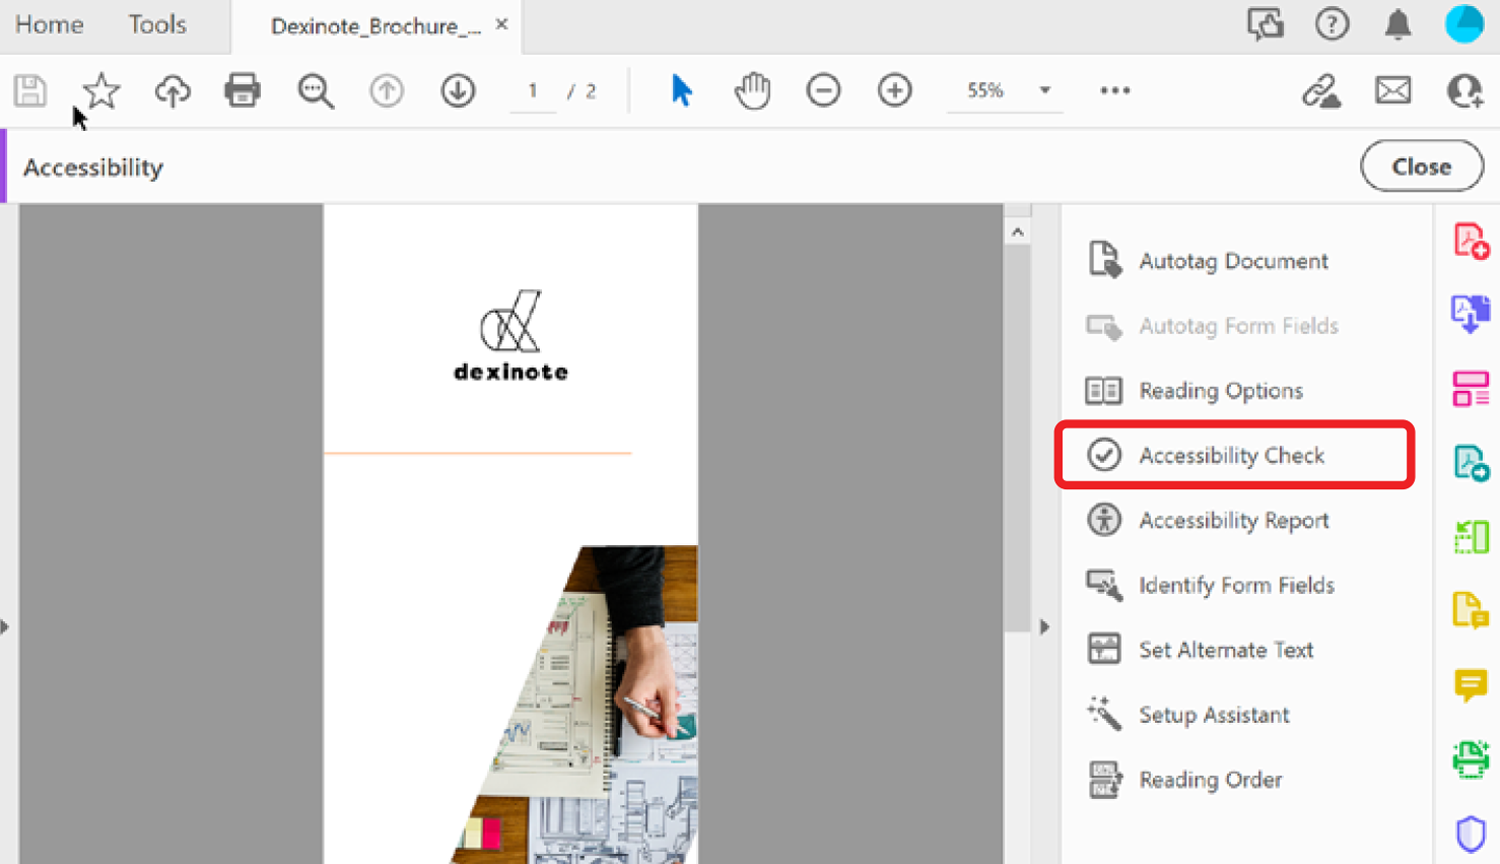 Home
Tools
Dexinote_Brochure_...
1 / 2
55%
Accessibility
Close
dexinote
Autotag Document
Autotag Form Fields
Reading Options
Accessibility Check
Accessibility Report
Identify Form Fields
Set Alternate Text
Setup Assistant
Reading Order